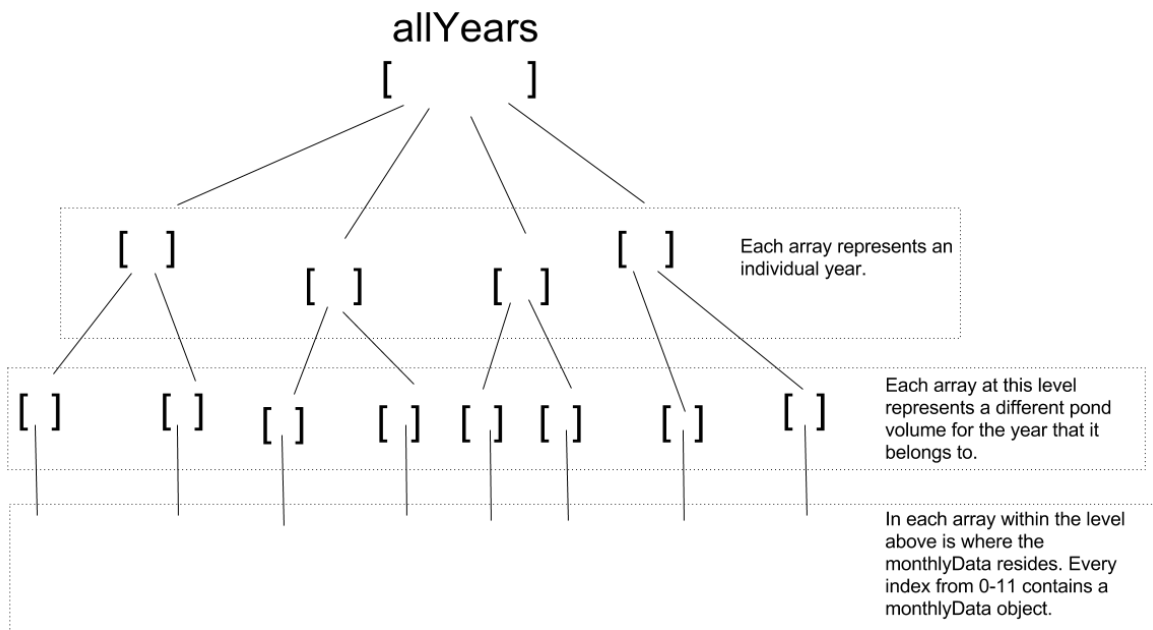 allYears
[ ]
[ ] [ ] Each array represents an
individual year.
[ ] [ ]
[ ] [ ] [ ] [ ] [ ] [ ] [ ] [ ] Each array at this level
represents a different pond
volume for the year that it
belongs to.
In each array within the level
above is where the
monthlyData resides. Every
index from 0-11 contains a
monthlyData object.